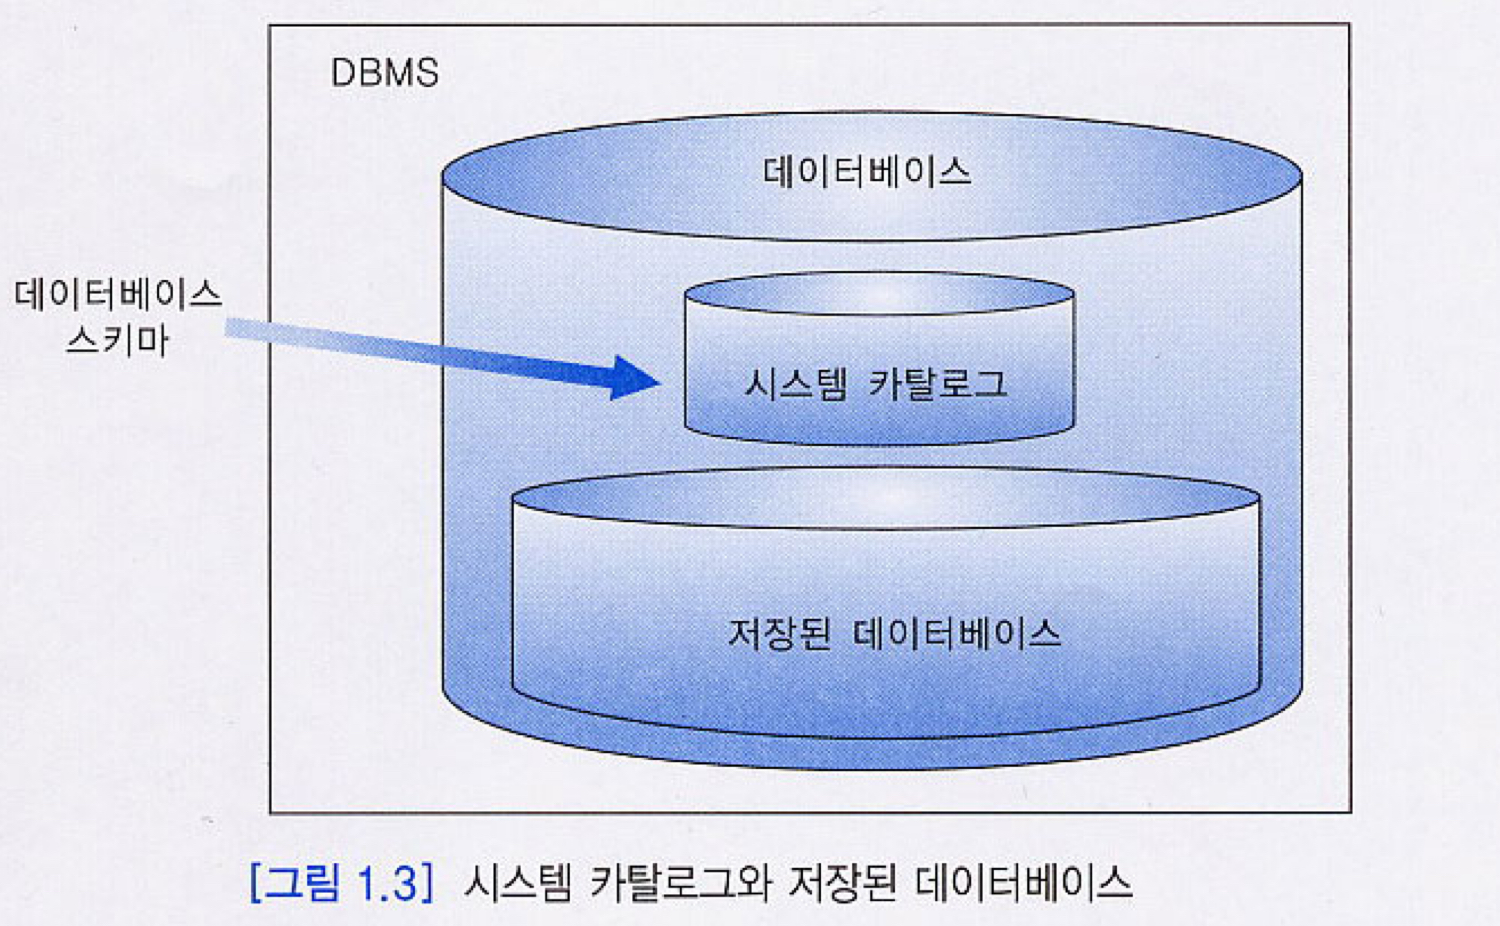 DBMS
데이터베이스
데이터베이스
스키마
시스템 카탈로그
저장된 데이터베이스
[그림 1.3] 시스템 카탈로그와 저장된 데이터베이스